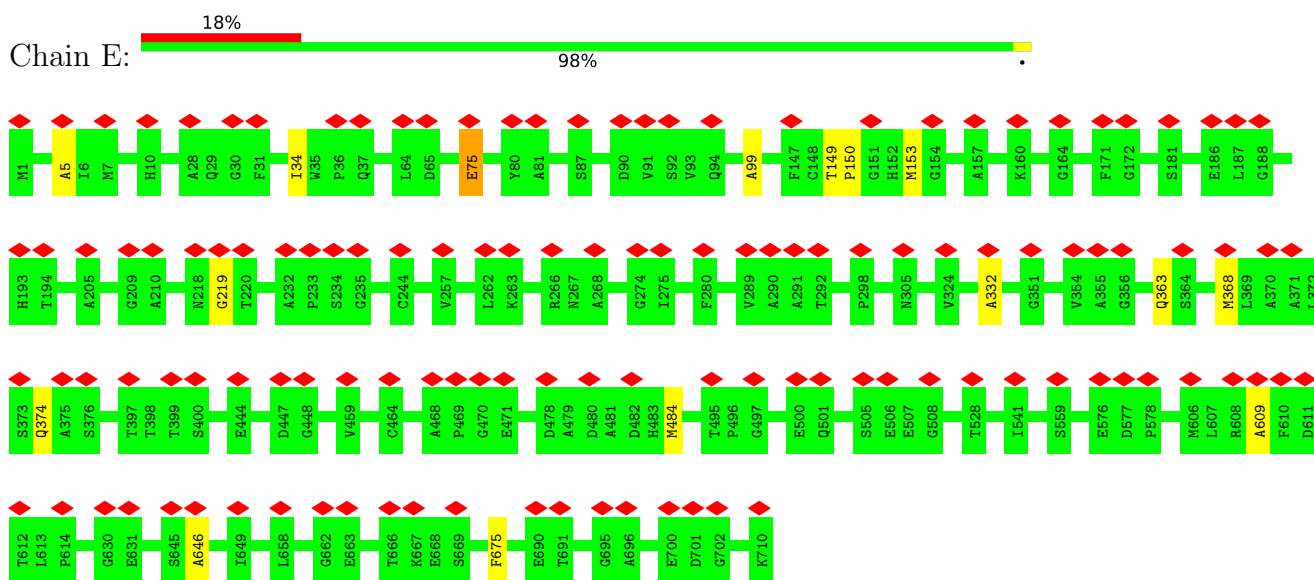 18%
Chain E:
98%
•
M1 A5 I6 M7 H10 A28 Q29 G30 F31 I34 W35 P36 Q37 L64 D65 E75 Y80 A81 S87 D90 V91 S92 V93 Q94 A99 F147 C148 T149 P150 G151 H152 M153 G154 A157 K160 G164 F171 G172 S181 E186 L187 G188
H193 T194 A205 G209 A210 N218 G219 T220 A232 P233 S234 G235 C244 V257 L262 K263 R266 N267 A268 G274 I275 F280 V289 A290 A291 T292 P298 N305 V324 A332 G351 V354 A355 G356 Q363 S364 M368 L369 A370 A371 L372
S373 Q374 A375 S376 T397 T398 T399 S400 E444 D447 G448 V459 C464 A468 P469 G470 E471 D478 A479 D480 A481 D482 H483 M484 T495 P496 G497 E500 Q501 S505 E506 E507 G508 T528 I541 S559 E576 D577 P578 M606 L607 R608 A609 F610 D611
T612 L613 P614 G630 E631 S645 A646 I649 L658 G662 E663 T666 K667 E668 S669 F675 E690 T691 G695 A696 E700 D701 G702 K710